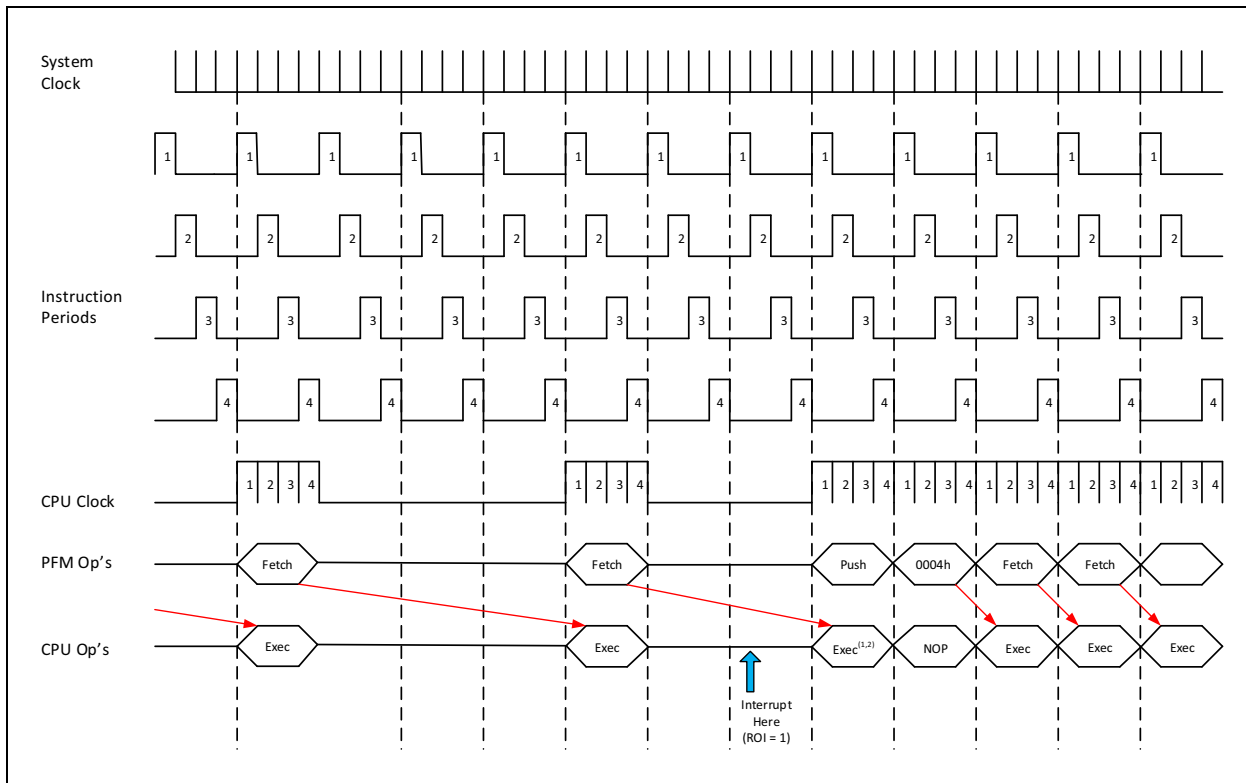 System
Clock
1 1 1 1 1 1 1 1 1 1 1 1 1
2 2 2 2 2 2 2 2 2 2 2 2 2
Instruction
Periods
3 3 3 3 3 3 3 3 3 3 3 3 3
4 4 4 4 4 4 4 4 4 4 4 4 4
CPU Clock
1 2 3 4 1 2 3 4 1 2 3 4 1 2 3 4 1 2 3 4 1 2 3 4 1 2 3 4
PFM Op's Fetch Fetch Push 0004h Fetch Fetch
CPU Op's Exec Exec Exec(1,2) NOP Exec Exec Exec
Interrupt
Here
(ROI = 1)